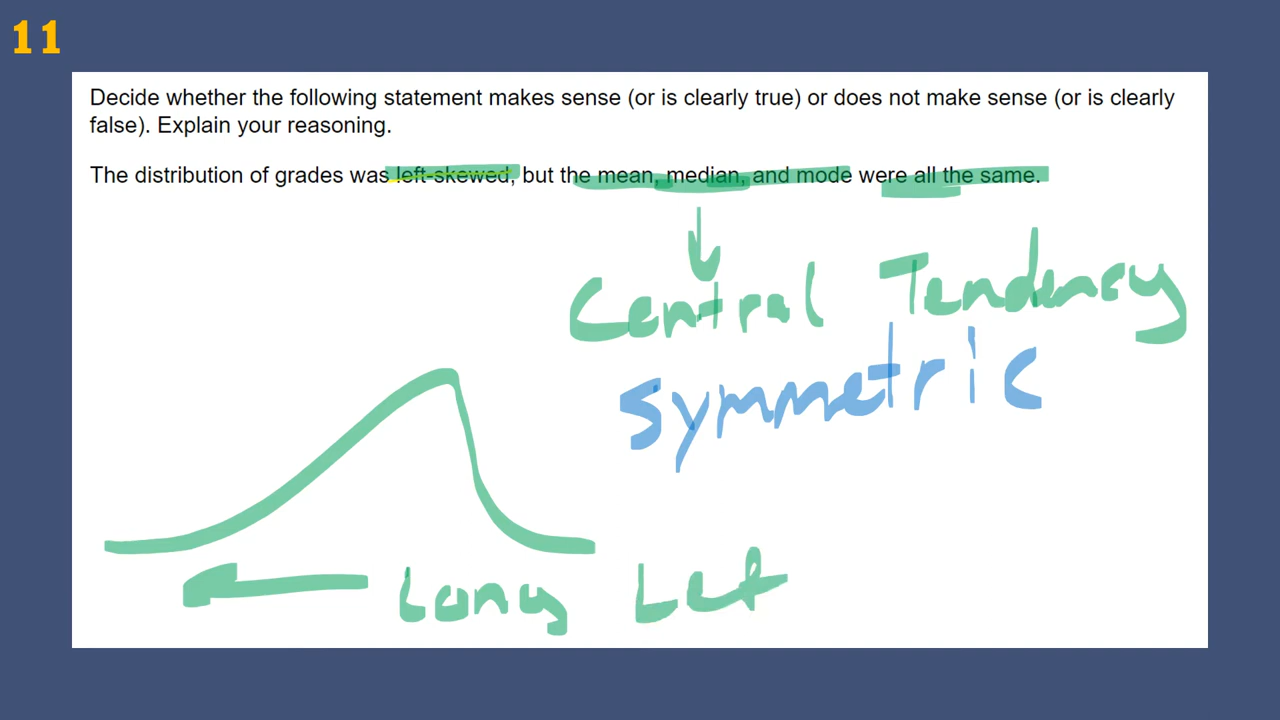 11
Decide whether the following statement makes sense (or is clearly true) or does not make sense (or is clearly
false). Explain your reasoning.
The distribution of grades was left-skewed, but the mean, median, and mode were all the same.
Central Tendency
Symmetric
Long Left